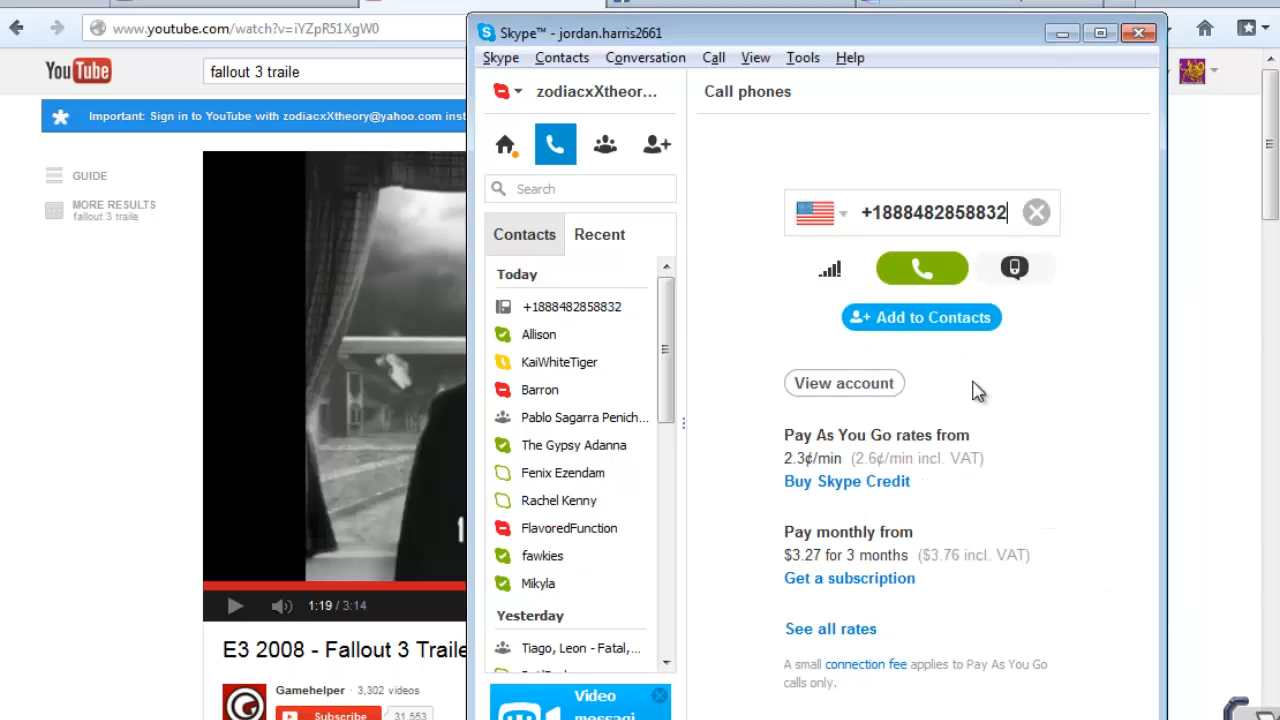 www.youtube.com/watch?v=iYZpR51XgW0
YouTube
fallout 3 traile
Important: Sign in to YouTube with zodiacxXtheory@yahoo.com inst
GUIDE
MORE RESULTS
fallout 3 traile
1:19 / 3:14
E3 2008 - Fallout 3 Traile
Gamehelper · 3,302 videos
Subscribe 31,553
Skype™ - jordan.harris2661
Skype Contacts Conversation Call View Tools Help
zodiacxXtheor...
Search
Contacts Recent
Today
+1888482858832
Allison
KaiWhiteTiger
Barron
Pablo Sagarra Penich...
The Gypsy Adanna
Fenix Ezendam
Rachel Kenny
FlavoredFunction
fawkies
Mikyla
Yesterday
Tiago, Leon - Fatal,...
Video
messagi
Call phones
+1888482858832
Add to Contacts
View account
Pay As You Go rates from
2.3¢/min (2.6¢/min incl. VAT)
Buy Skype Credit
Pay monthly from
$3.27 for 3 months ($3.76 incl. VAT)
Get a subscription
See all rates
A small connection fee applies to Pay As You Go
calls only.